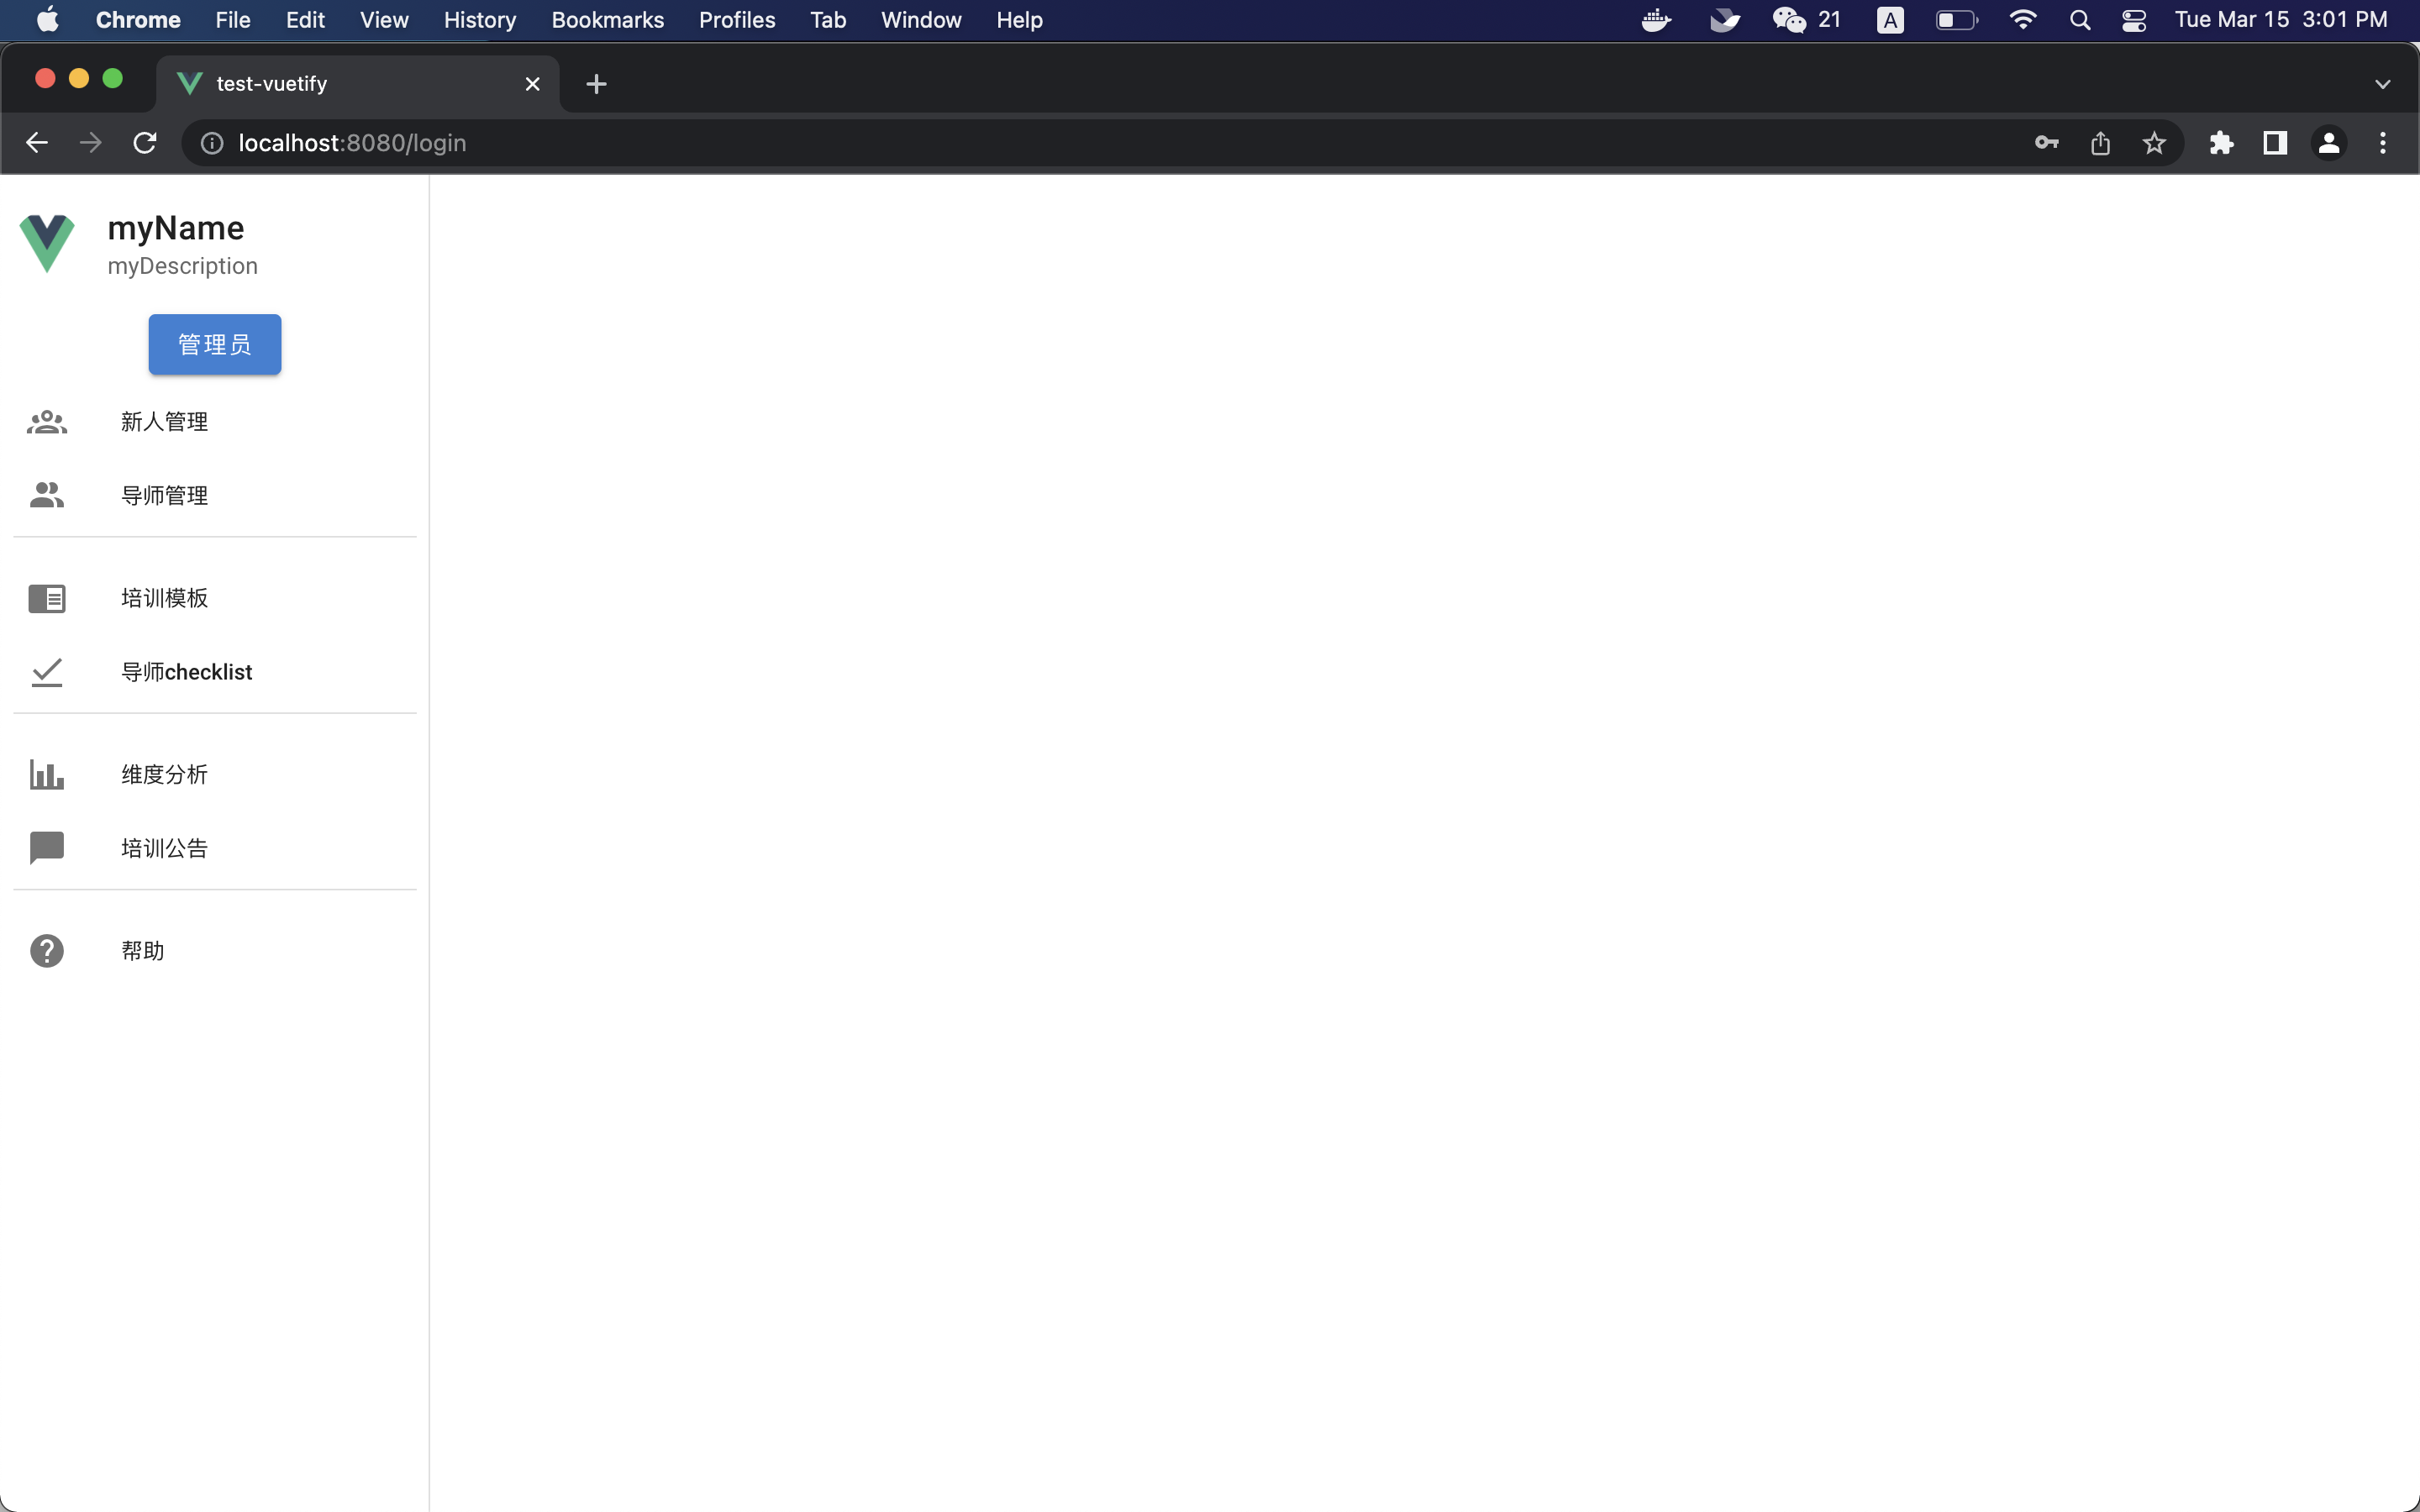 Chrome File Edit View History Bookmarks Profiles Tab Window Help 21 A Tue Mar 15 3:01 PM
test-vuetify
localhost:8080/login
myName
myDescription
管理员
新人管理
导师管理
培训模板
导师checklist
维度分析
培训公告
帮助